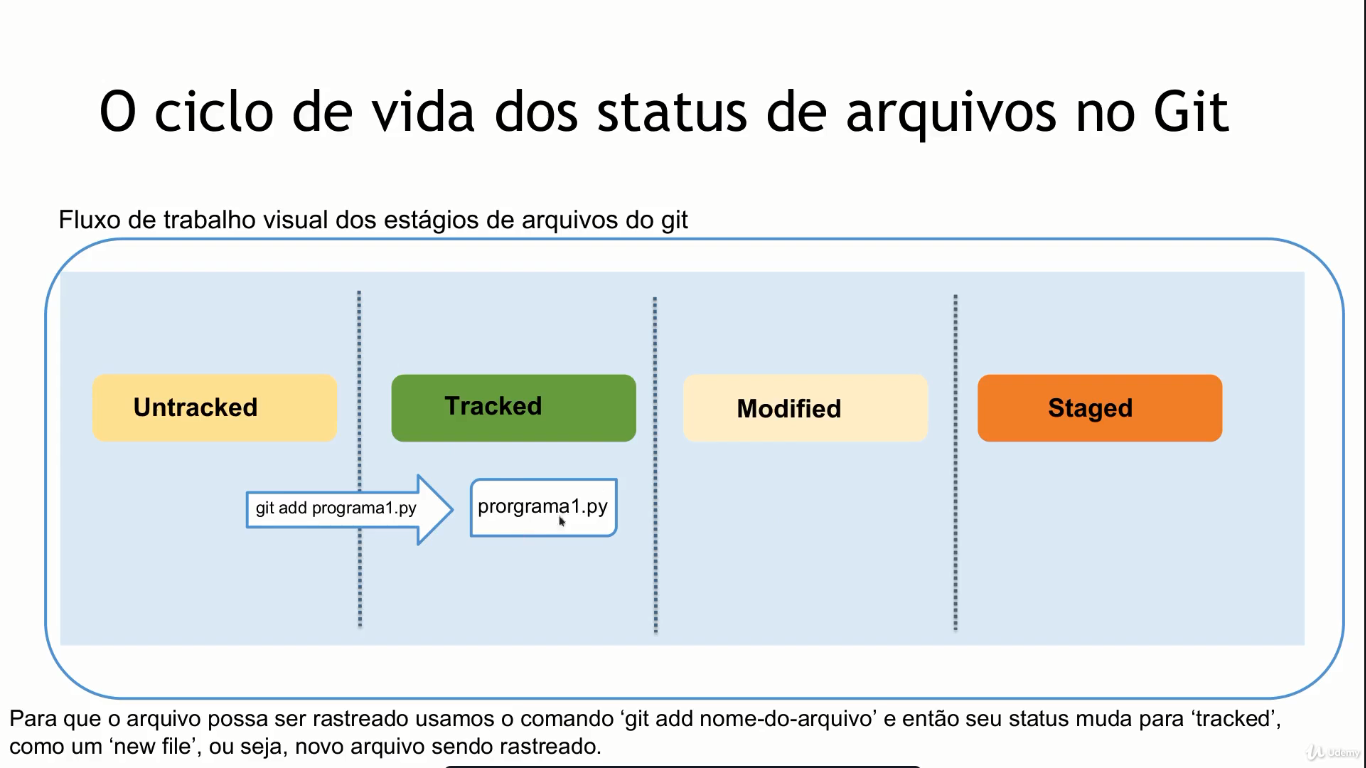 O ciclo de vida dos status de arquivos no Git
Fluxo de trabalho visual dos estágios de arquivos do git
Untracked
Tracked
Modified
Staged
git add programa1.py
prorgrama1.py
Para que o arquivo possa ser rastreado usamos o comando ‘git add nome-do-arquivo’ e então seu status muda para ‘tracked’,
como um ‘new file’, ou seja, novo arquivo sendo rastreado.
Udemy